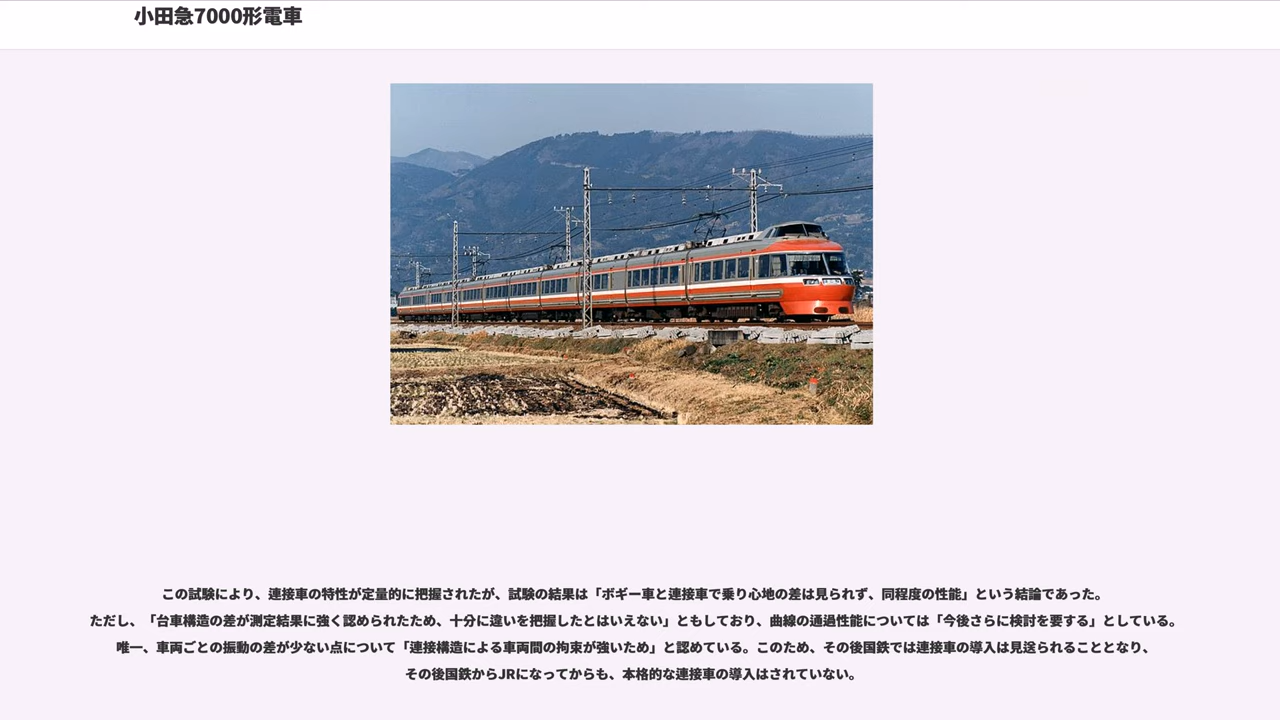 小田急7000形電車
この試験により、連接車の特性が定量的に把握されたが、試験の結果は「ボギー車と連接車で乗り心地の差は見られず、同程度の性能」という結論であった。
ただし、「台車構造の差が測定結果に強く認められたため、十分に違いを把握したとはいえない」ともしており、曲線の通過性能については「今後さらに検討を要する」としている。
唯一、車両ごとの振動の差が少ない点について「連接構造による車両間の拘束が強いため」と認めている。このため、その後国鉄では連接車の導入は見送られることとなり、
その後国鉄からJRになってからも、本格的な連接車の導入はされていない。